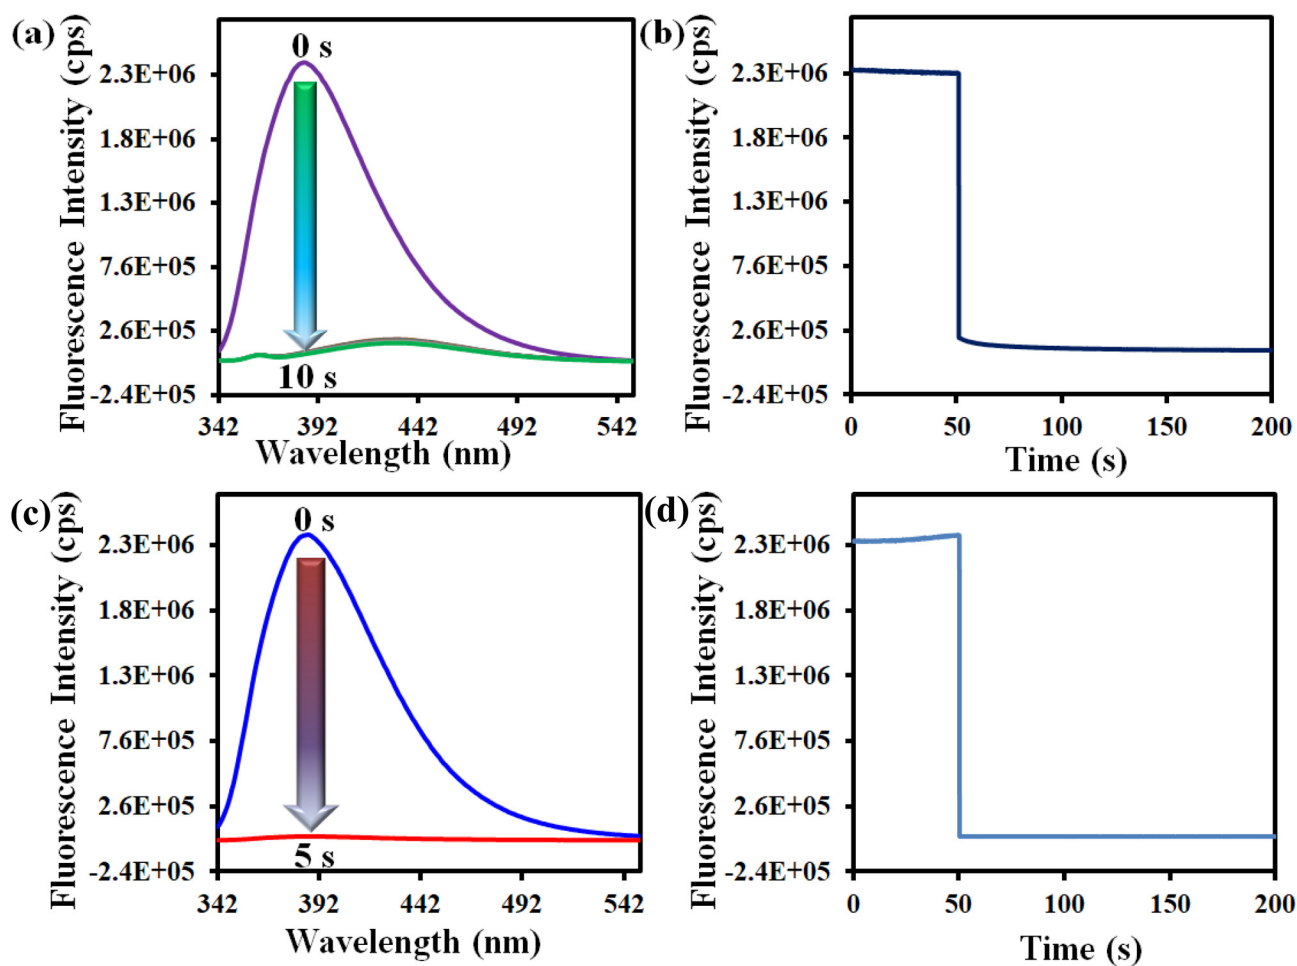 (a)
Fluorescence Intensity (cps)
0 s
2.3E+06
1.8E+06
1.3E+06
7.6E+05
2.6E+05
-2.4E+05
10 s
342 392 442 492 542
Wavelength (nm)
(b)
Fluorescence Intensity (cps)
2.3E+06
1.8E+06
1.3E+06
7.6E+05
2.6E+05
-2.4E+05
0 50 100 150 200
Time (s)
(c)
Fluorescence Intensity (cps)
0 s
2.3E+06
1.8E+06
1.3E+06
7.6E+05
2.6E+05
-2.4E+05
5 s
342 392 442 492 542
Wavelength (nm)
(d)
Fluorescence Intensity (cps)
2.3E+06
1.8E+06
1.3E+06
7.6E+05
2.6E+05
-2.4E+05
0 50 100 150 200
Time (s)